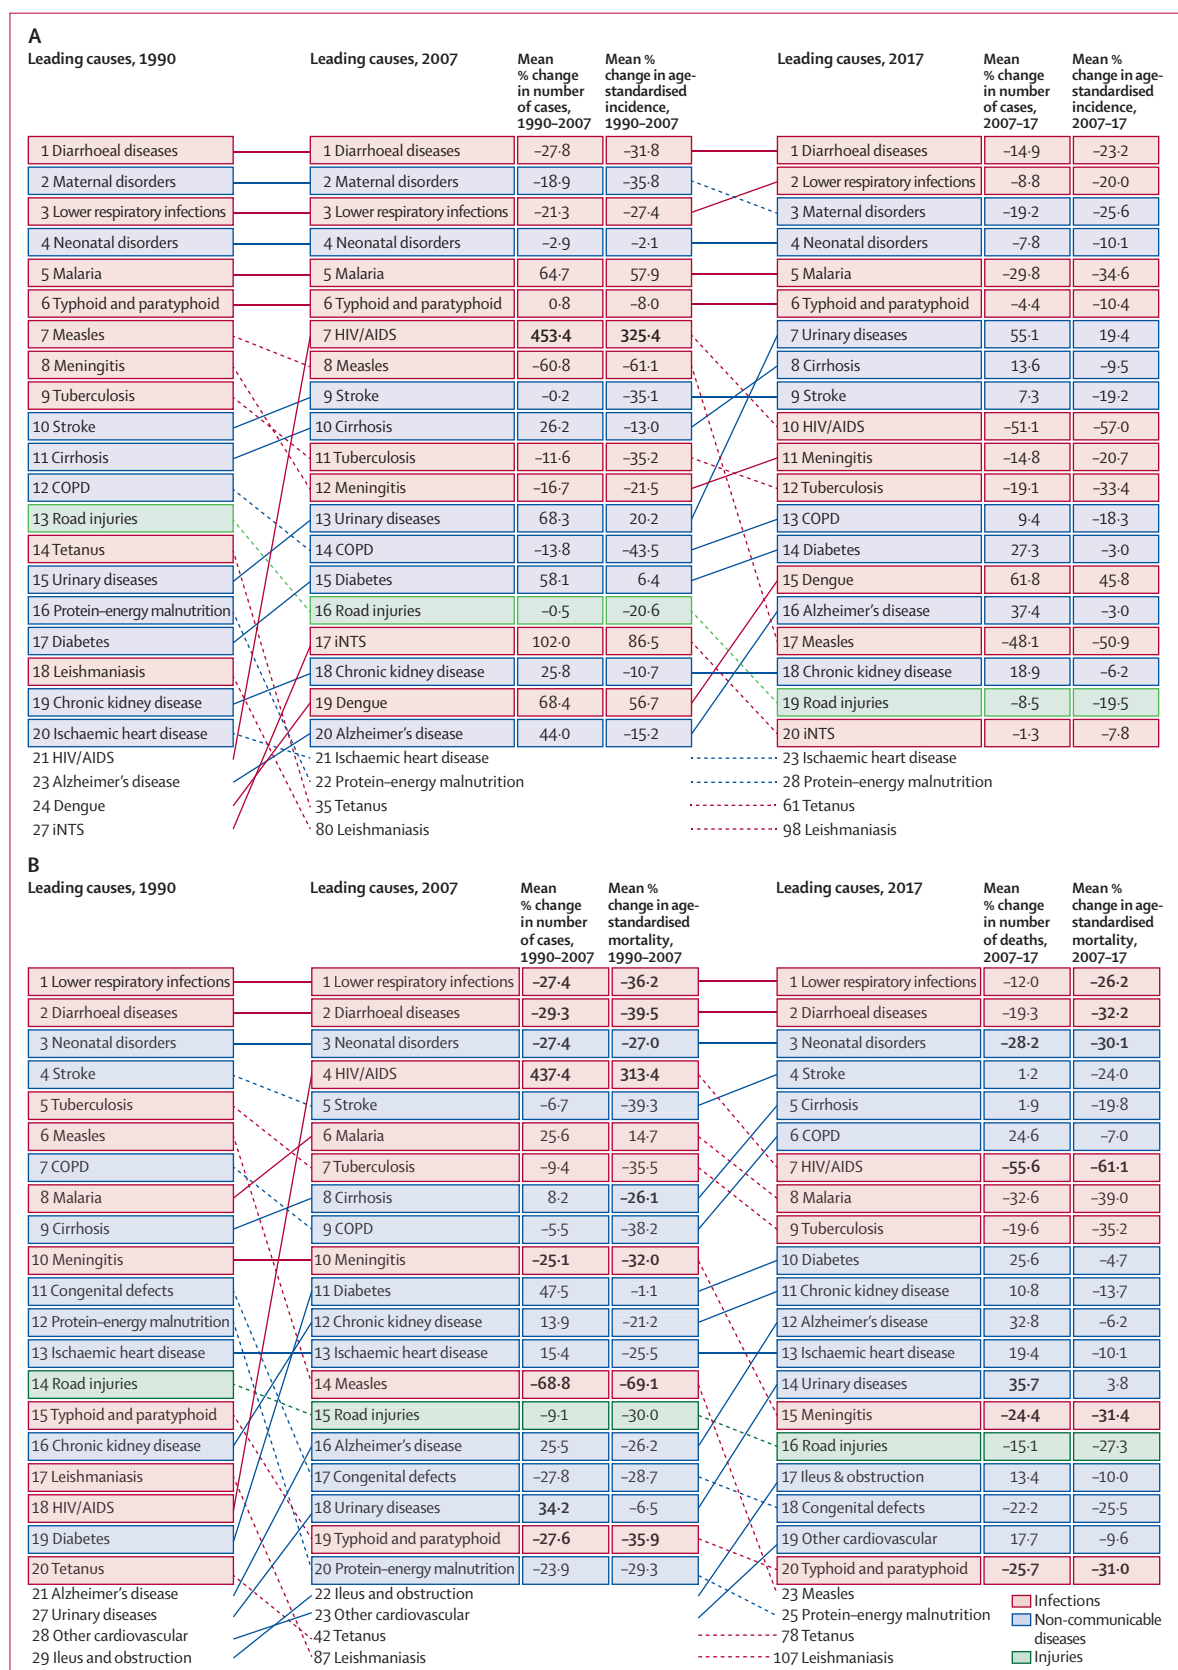 A
Leading causes, 1990
Leading causes, 2007
Mean
% change
in number
of cases,
1990–2007
Mean %
change in age-
standardised
incidence,
1990–2007
Leading causes, 2017
Mean
% change
in number
of cases,
2007–17
Mean %
change in age-
standardised
incidence,
2007–17
1 Diarrhoeal diseases 1 Diarrhoeal diseases –27·8 –31·8 1 Diarrhoeal diseases –14·9 –23·2
2 Maternal disorders 2 Maternal disorders –18·9 –35·8 2 Lower respiratory infections –8·8 –20·0
3 Lower respiratory infections 3 Lower respiratory infections –21·3 –27·4 3 Maternal disorders –19·2 –25·6
4 Neonatal disorders 4 Neonatal disorders –2·9 –2·1 4 Neonatal disorders –7·8 –10·1
5 Malaria 5 Malaria 64·7 57·9 5 Malaria –29·8 –34·6
6 Typhoid and paratyphoid 6 Typhoid and paratyphoid 0·8 –8·0 6 Typhoid and paratyphoid –4·4 –10·4
7 Measles 7 HIV/AIDS 453·4 325·4 7 Urinary diseases 55·1 19·4
8 Meningitis 8 Measles –60·8 –61·1 8 Cirrhosis 13·6 –9·5
9 Tuberculosis 9 Stroke –0·2 –35·1 9 Stroke 7·3 –19·2
10 Stroke 10 Cirrhosis 26·2 –13·0 10 HIV/AIDS –51·1 –57·0
11 Cirrhosis 11 Tuberculosis –11·6 –35·2 11 Meningitis –14·8 –20·7
12 COPD 12 Meningitis –16·7 –21·5 12 Tuberculosis –19·1 –33·4
13 Road injuries 13 Urinary diseases 68·3 20·2 13 COPD 9·4 –18·3
14 Tetanus 14 COPD –13·8 –43·5 14 Diabetes 27·3 –3·0
15 Urinary diseases 15 Diabetes 58·1 6·4 15 Dengue 61·8 45·8
16 Protein–energy malnutrition 16 Road injuries –0·5 –20·6 16 Alzheimer's disease 37·4 –3·0
17 Diabetes 17 iNTS 102·0 86·5 17 Measles –48·1 –50·9
18 Leishmaniasis 18 Chronic kidney disease 25·8 –10·7 18 Chronic kidney disease 18·9 –6·2
19 Chronic kidney disease 19 Dengue 68·4 56·7 19 Road injuries –8·5 –19·5
20 Ischaemic heart disease 20 Alzheimer's disease 44·0 –15·2 20 iNTS –1·3 –7·8
21 HIV/AIDS 21 Ischaemic heart disease 23 Ischaemic heart disease
23 Alzheimer's disease 22 Protein–energy malnutrition 28 Protein–energy malnutrition
24 Dengue 35 Tetanus 61 Tetanus
27 iNTS 80 Leishmaniasis 98 Leishmaniasis
B
Leading causes, 1990
Leading causes, 2007
Mean
% change
in number
of cases,
1990–2007
Mean %
change in age-
standardised
mortality,
1990–2007
Leading causes, 2017
Mean
% change
in number
of deaths,
2007–17
Mean %
change in age-
standardised
mortality,
2007–17
1 Lower respiratory infections 1 Lower respiratory infections –27·4 –36·2 1 Lower respiratory infections –12·0 –26·2
2 Diarrhoeal diseases 2 Diarrhoeal diseases –29·3 –39·5 2 Diarrhoeal diseases –19·3 –32·2
3 Neonatal disorders 3 Neonatal disorders –27·4 –27·0 3 Neonatal disorders –28·2 –30·1
4 Stroke 4 HIV/AIDS 437·4 313·4 4 Stroke 1·2 –24·0
5 Tuberculosis 5 Stroke –6·7 –39·3 5 Cirrhosis 1·9 –19·8
6 Measles 6 Malaria 25·6 14·7 6 COPD 24·6 –7·0
7 COPD 7 Tuberculosis –9·4 –35·5 7 HIV/AIDS –55·6 –61·1
8 Malaria 8 Cirrhosis 8·2 –26·1 8 Malaria –32·6 –39·0
9 Cirrhosis 9 COPD –5·5 –38·2 9 Tuberculosis –19·6 –35·2
10 Meningitis 10 Meningitis –25·1 –32·0 10 Diabetes 25·6 –4·7
11 Congenital defects 11 Diabetes 47·5 –1·1 11 Chronic kidney disease 10·8 –13·7
12 Protein–energy malnutrition 12 Chronic kidney disease 13·9 –21·2 12 Alzheimer's disease 32·8 –6·2
13 Ischaemic heart disease 13 Ischaemic heart disease 15·4 –25·5 13 Ischaemic heart disease 19·4 –10·1
14 Road injuries 14 Measles –68·8 –69·1 14 Urinary diseases 35·7 3·8
15 Typhoid and paratyphoid 15 Road injuries –9·1 –30·0 15 Meningitis –24·4 –31·4
16 Chronic kidney disease 16 Alzheimer's disease 25·5 –26·2 16 Road injuries –15·1 –27·3
17 Leishmaniasis 17 Congenital defects –27·8 –28·7 17 Ileus & obstruction 13·4 –10·0
18 HIV/AIDS 18 Urinary diseases 34·2 –6·5 18 Congenital defects –22·2 –25·5
19 Diabetes 19 Typhoid and paratyphoid –27·6 –35·9 19 Other cardiovascular 17·7 –9·6
20 Tetanus 20 Protein–energy malnutrition –23·9 –29·3 20 Typhoid and paratyphoid –25·7 –31·0
21 Alzheimer's disease 22 Ileus and obstruction 23 Measles
27 Urinary diseases 23 Other cardiovascular 25 Protein–energy malnutrition
28 Other cardiovascular 42 Tetanus 78 Tetanus
29 Ileus and obstruction 87 Leishmaniasis 107 Leishmaniasis
Infections
Non-communicable
diseases
Injuries